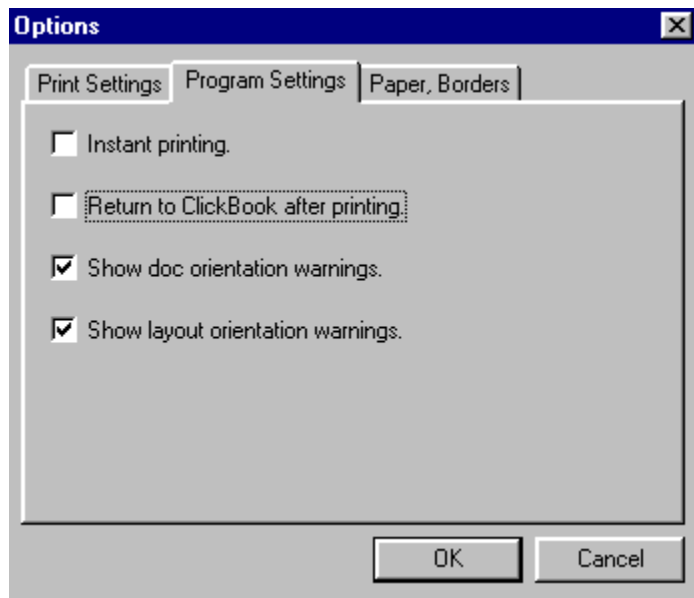 Options
Print Settings Program Settings Paper, Borders
Instant printing.
Return to ClickBook after printing.
Show doc orientation warnings.
Show layout orientation warnings.
OK Cancel